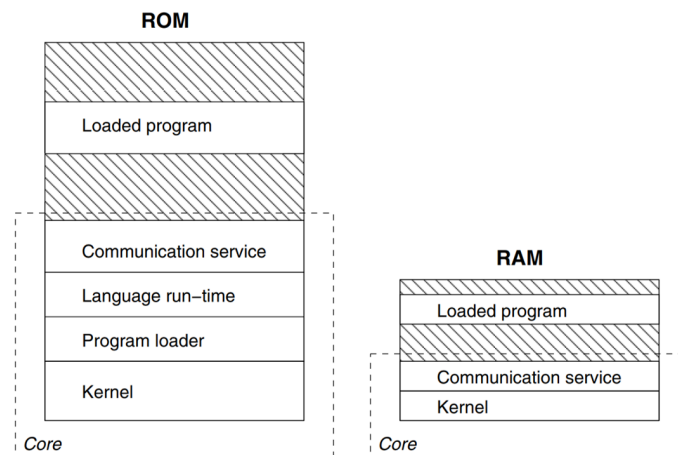 ROM
Loaded program
Communication service
Language run−time
Program loader
Kernel
Core
RAM
Loaded program
Communication service
Kernel
Core